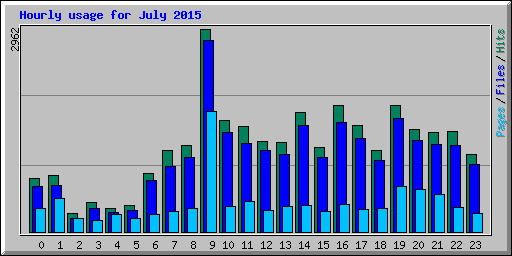 Hourly usage for July 2015
2962
Pages/Files/Hits
0 1 2 3 4 5 6 7 8 9 10 11 12 13 14 15 16 17 18 19 20 21 22 23